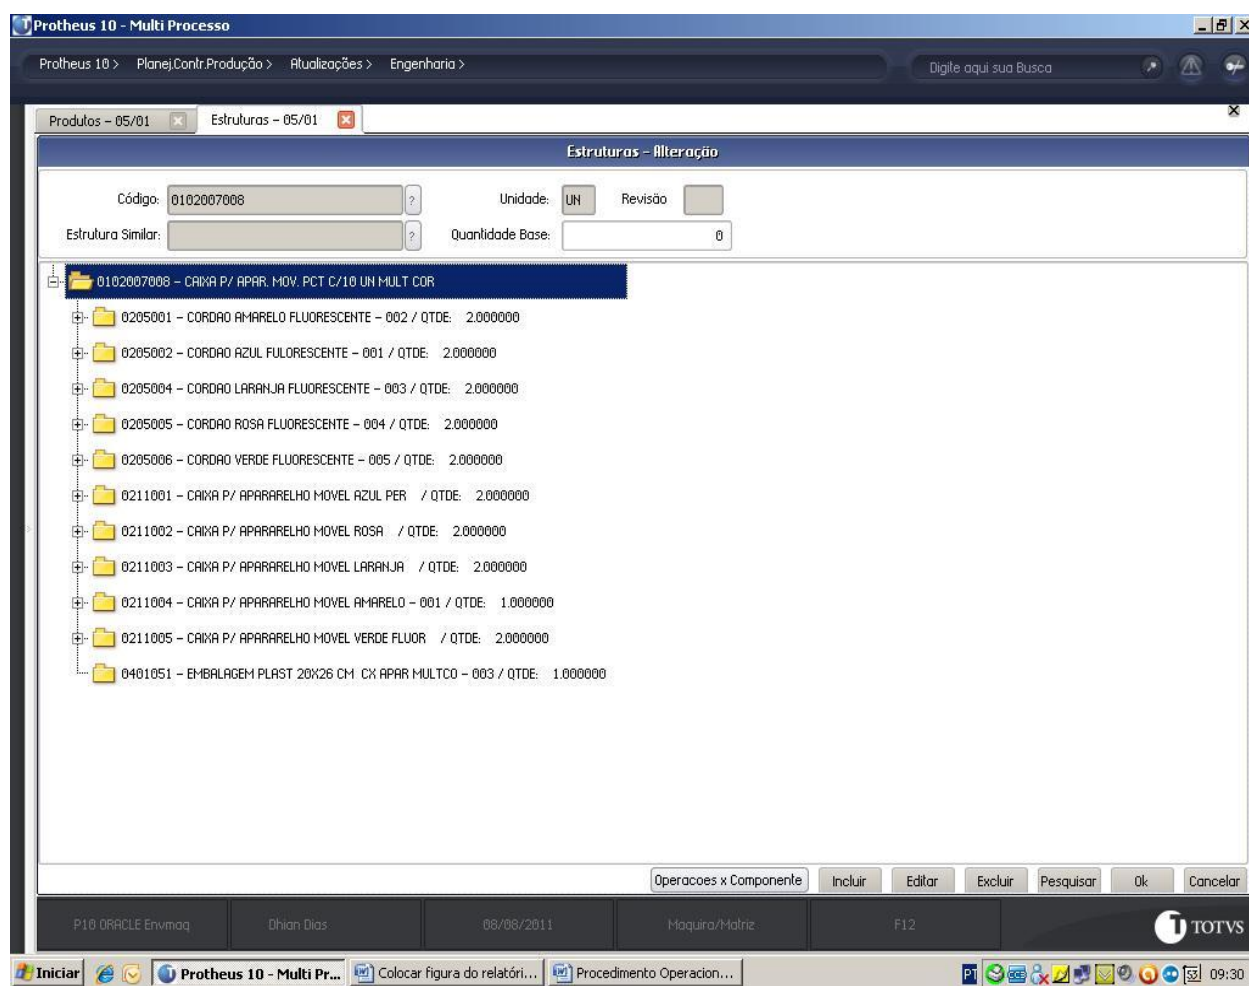 Protheus 10 - Multi Processo
Protheus 10 > Planej.Contr.Produção > Atualizações > Engenharia >
Digite aqui sua Busca
Produtos - 05/01 Estruturas - 05/01
Estruturas - Alteração
Código: 0102007008 ? Unidade: UN Revisão
Estrutura Similar: ? Quantidade Base: 0
0102007008 - CAIXA P/ APAR. MOV. PCT C/10 UN MULT COR
0205001 - CORDAO AMARELO FLUORESCENTE - 002 / QTDE: 2.000000
0205002 - CORDAO AZUL FULORESCENTE - 001 / QTDE: 2.000000
0205004 - CORDAO LARANJA FLUORESCENTE - 003 / QTDE: 2.000000
0205005 - CORDAO ROSA FLUORESCENTE - 004 / QTDE: 2.000000
0205006 - CORDAO VERDE FLUORESCENTE - 005 / QTDE: 2.000000
0211001 - CAIXA P/ APARARELHO MOVEL AZUL PER / QTDE: 2.000000
0211002 - CAIXA P/ APARARELHO MOVEL ROSA / QTDE: 2.000000
0211003 - CAIXA P/ APARARELHO MOVEL LARANJA / QTDE: 2.000000
0211004 - CAIXA P/ APARARELHO MOVEL AMARELO - 001 / QTDE: 1.000000
0211005 - CAIXA P/ APARARELHO MOVEL VERDE FLUOR / QTDE: 2.000000
0401051 - EMBALAGEM PLAST 20X26 CM CX APAR MULTCO - 003 / QTDE: 1.000000
Operacoes x Componente Incluir Editar Excluir Pesquisar Ok Cancelar
P10 ORACLE Envmaq Dhian Dias 08/08/2011 Maquira/Matriz F12 TOTVS
Iniciar Protheus 10 - Multi Pr... Colocar figura do relatóri... Procedimento Operacion... PT 09:30